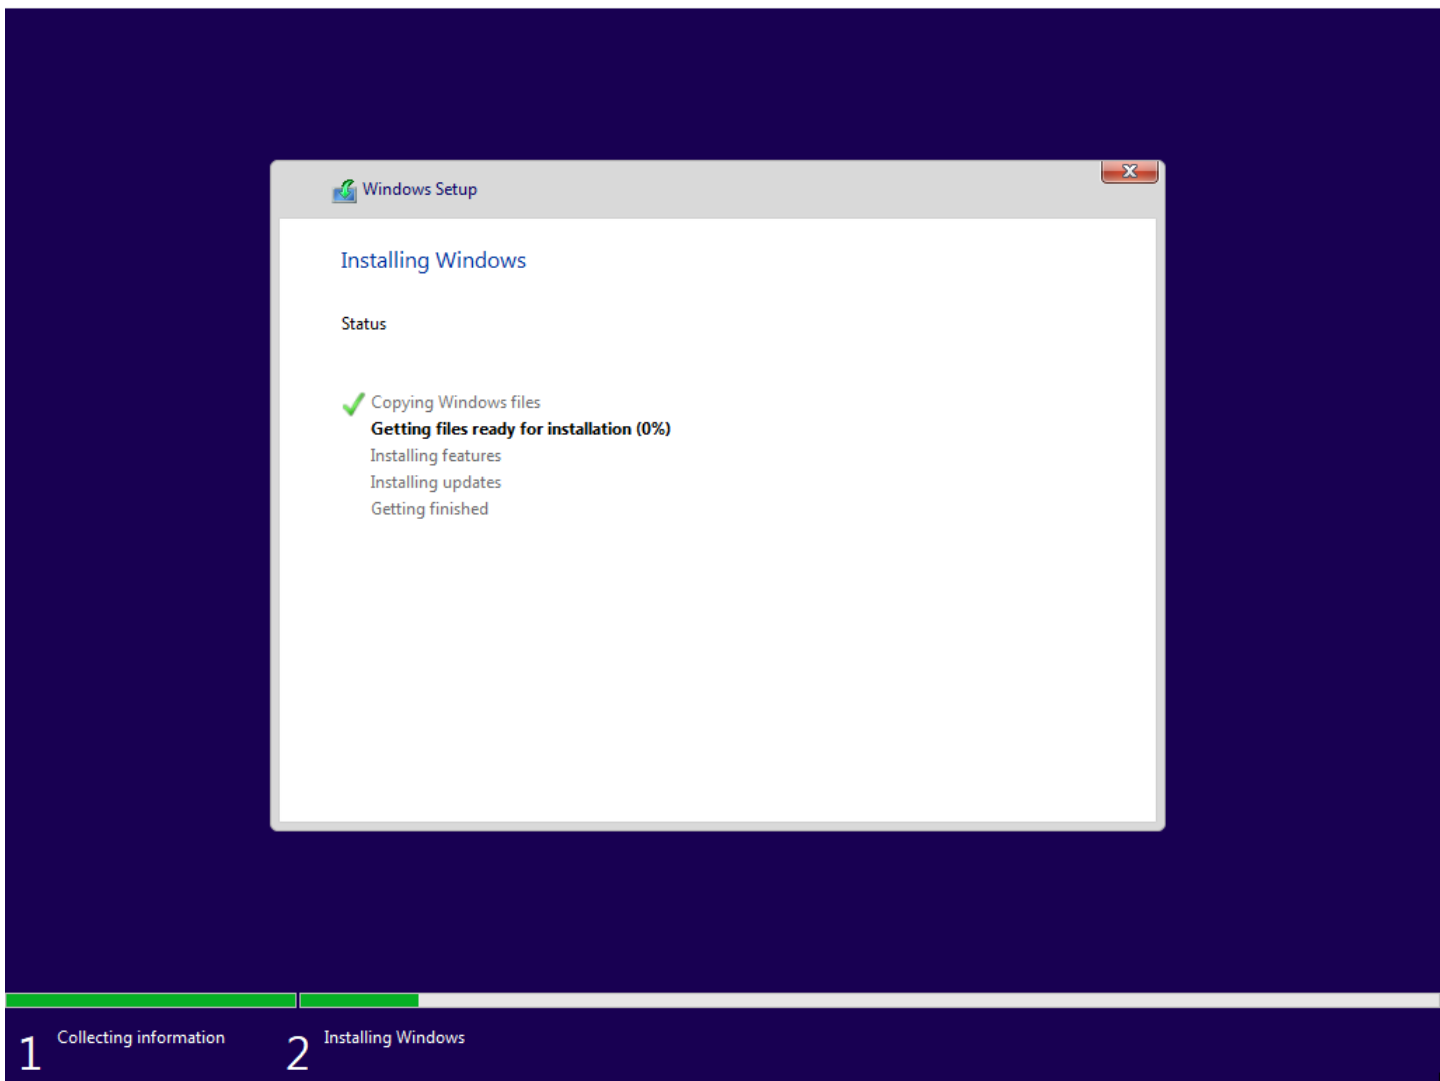 Windows Setup
Installing Windows
Status
Copying Windows files
Getting files ready for installation (0%)
Installing features
Installing updates
Getting finished
1 Collecting information
2 Installing Windows